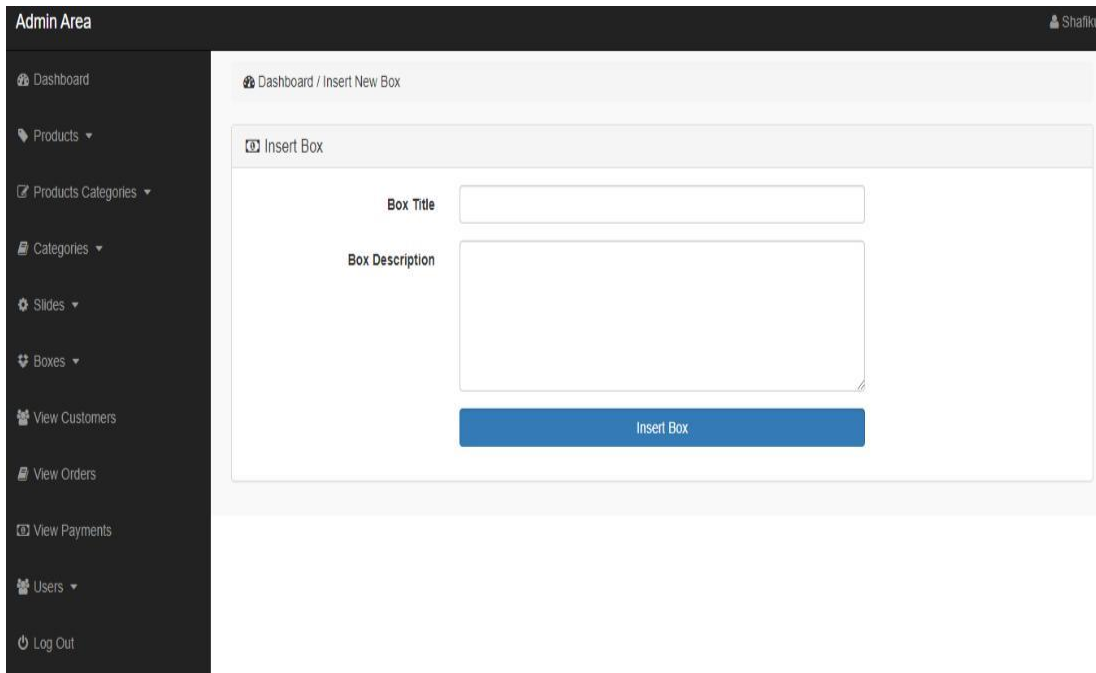 Admin Area
Dashboard
Products
Products Categories
Categories
Slides
Boxes
View Customers
View Orders
View Payments
Users
Log Out
Dashboard / Insert New Box
Insert Box
Box Title
Box Description
Insert Box